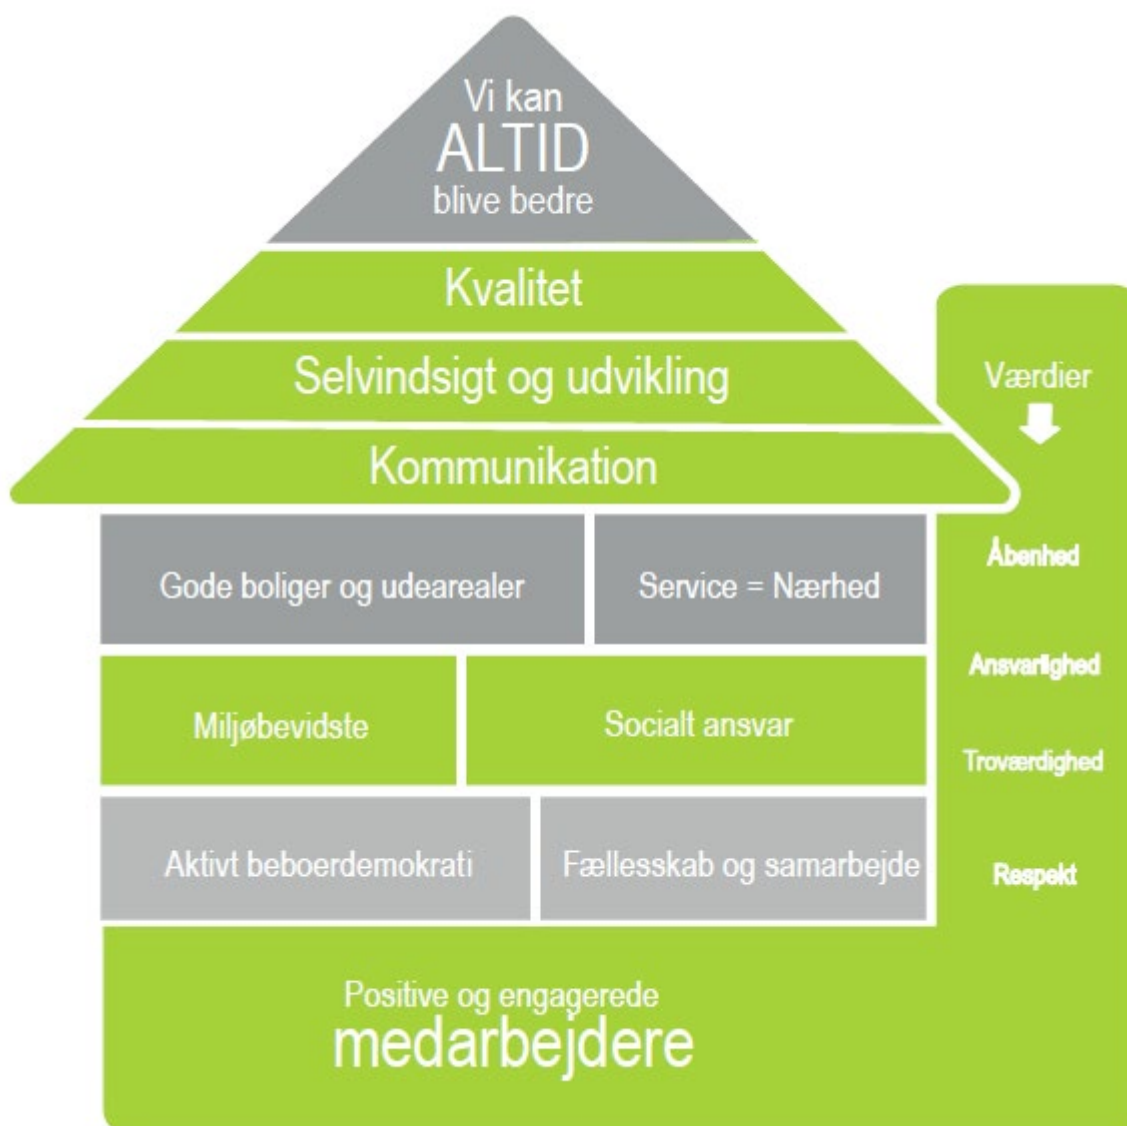 Vi kan
ALTID
blive bedre
Kvalitet
Selvindsigt og udvikling
Kommunikation
Gode boliger og udearealer
Service = Nærhed
Miljøbevidste
Socialt ansvar
Aktivt beboerdemokrati
Fællesskab og samarbejde
Positive og engagerede
medarbejdere
Værdier
Åbenhed
Ansvarlighed
Troværdighed
Respekt